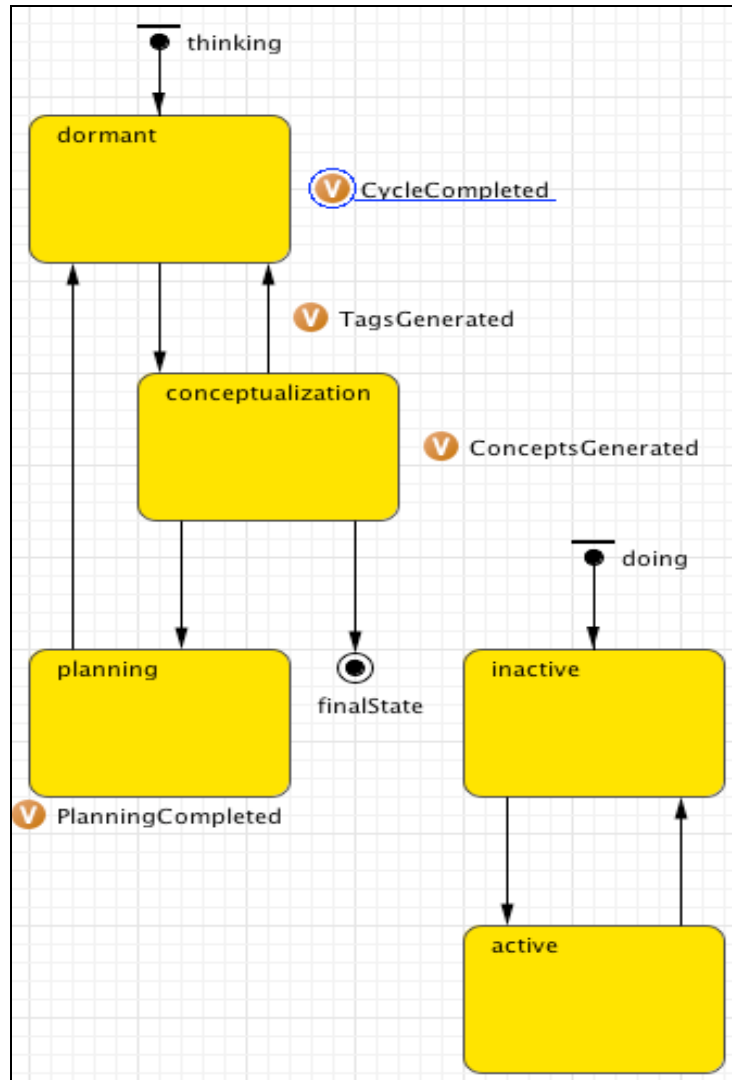 thinking
dormant
V CycleCompleted
V TagsGenerated
conceptualization
V ConceptsGenerated
doing
planning
finalState
inactive
V PlanningCompleted
active